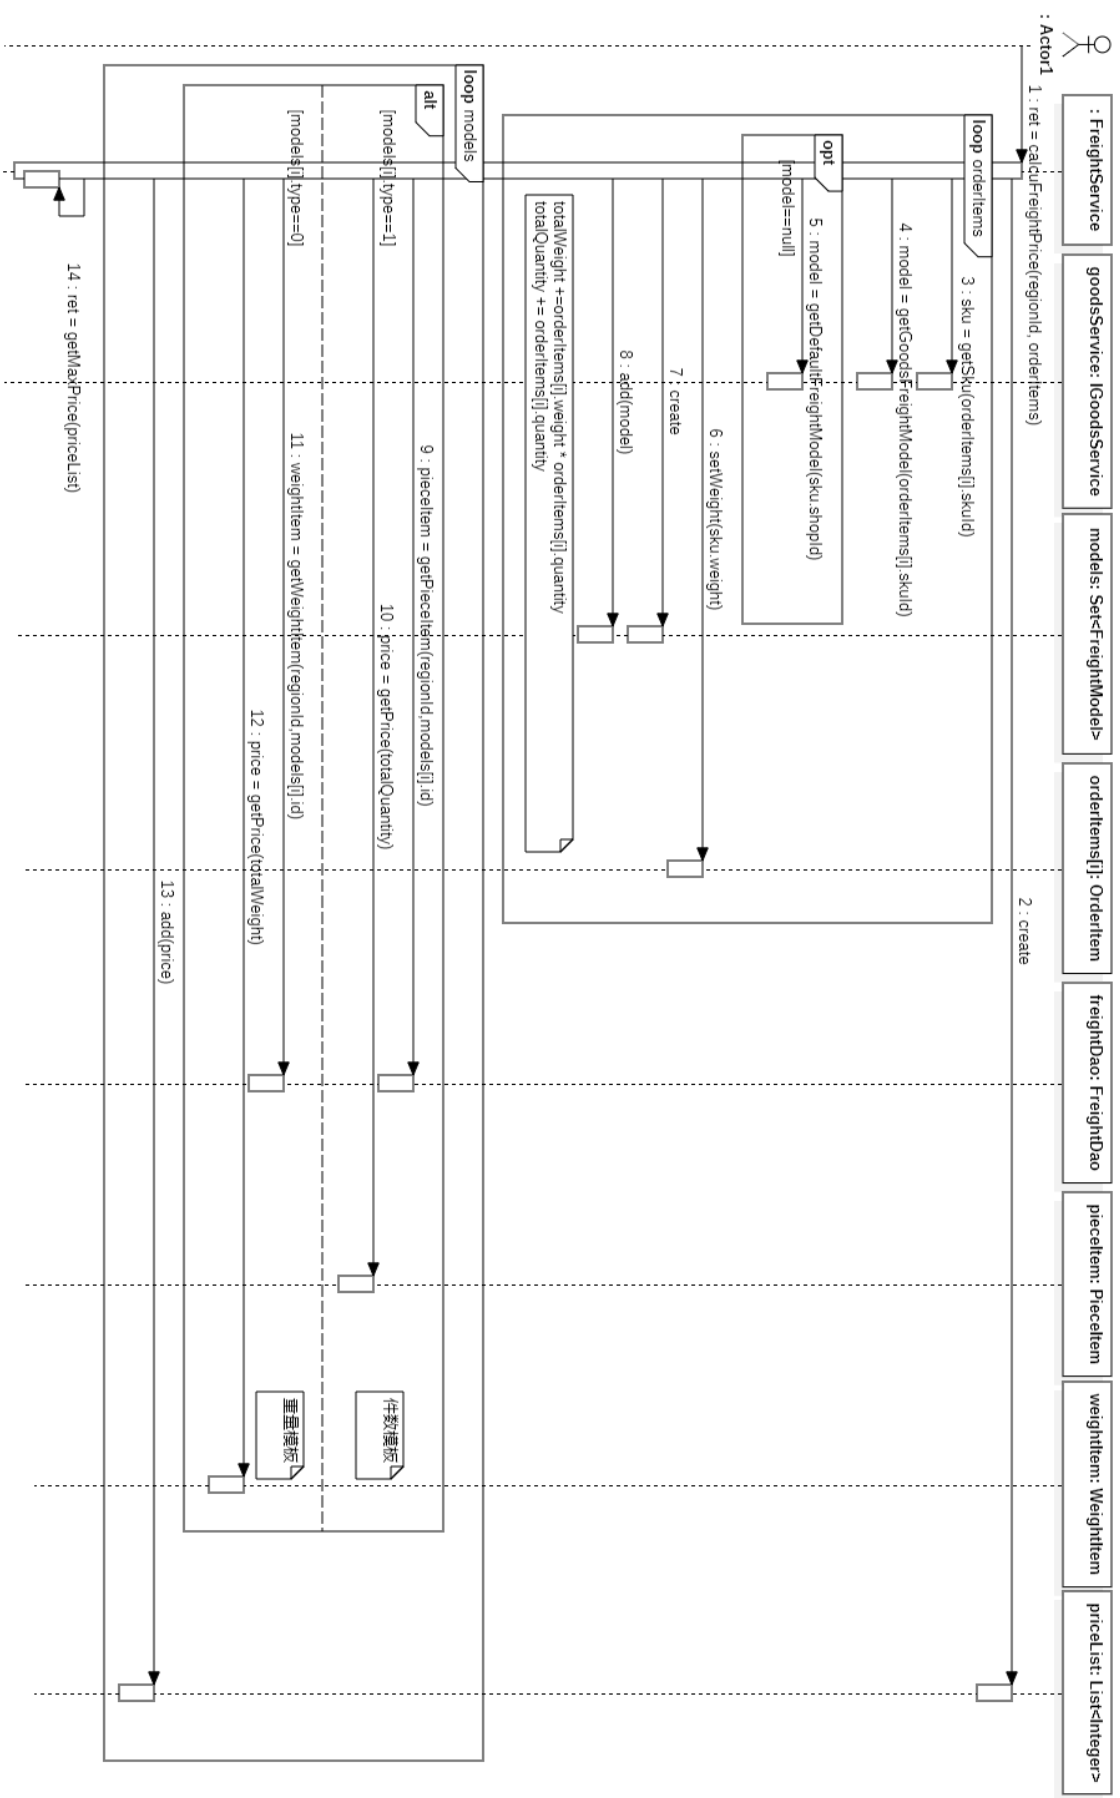 : Actor1
: FreightService
goodsService: IGoodsService
models: Set<FreightModel>
orderItems[i]: OrderItem
freightDao: FreightDao
pieceItem: PieceItem
weightItem: WeightItem
priceList: List<Integer>
1 : ret = calcuFreightPrice(regionId, orderItems)
2 : create
loop orderItems
3 : sku = getSku(orderItems[i].skuId)
4 : model = getGoodsFreightModel(orderItems[i].skuId)
opt
[model==null]
5 : model = getDefaultFreightModel(sku.shopId)
6 : setWeight(sku.weight)
7 : create
8 : add(model)
totalWeight +=orderItems[i].weight * orderItems[i].quantity
totalQuantity += orderItems[i].quantity
loop models
alt
9 : pieceItem = getPieceItem(regionId,models[i].id)
[models[i].type==1]
10 : price = getPrice(totalQuantity)
件数模板
[models[i].type==0]
11 : weightItem = getWeightItem(regionId,models[i].id)
重量模板
12 : price = getPrice(totalWeight)
13 : add(price)
14 : ret = getMaxPrice(priceList)